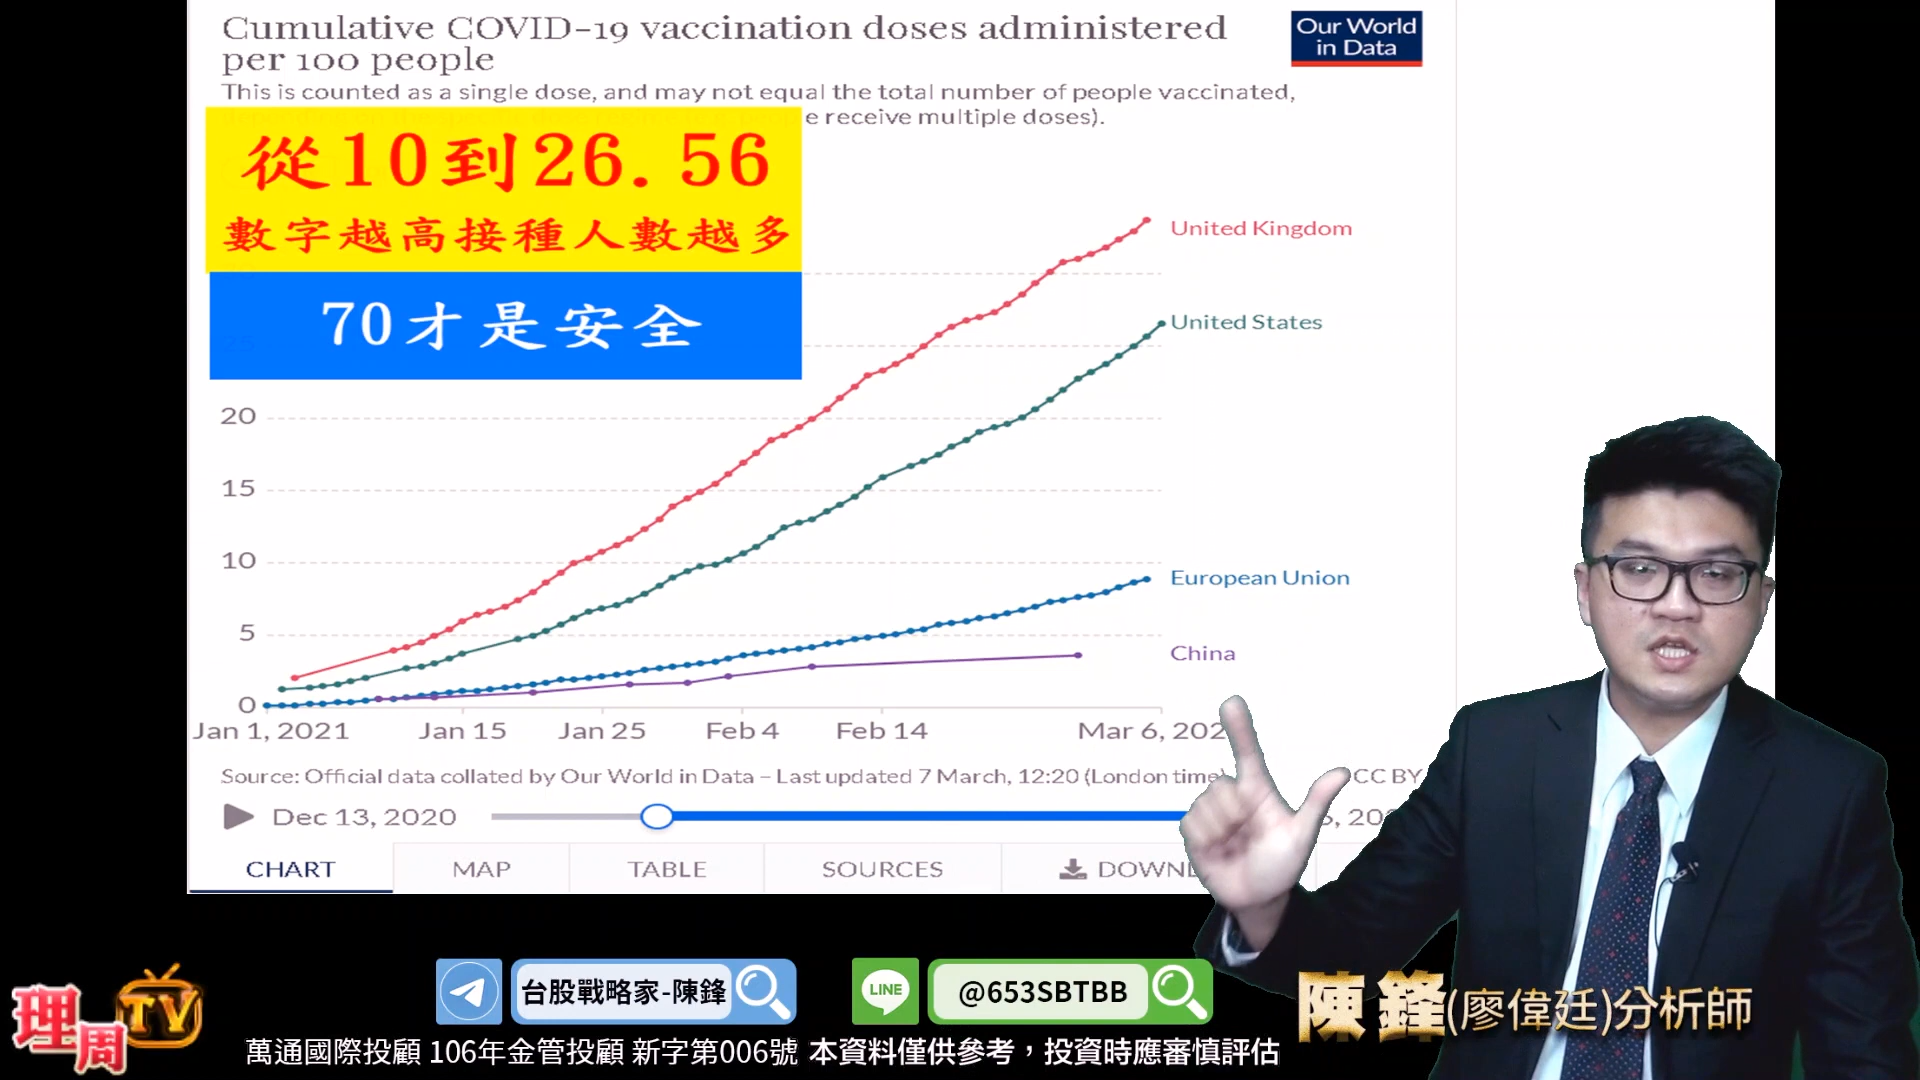 Cumulative COVID-19 vaccination doses administered
per 100 people
Our World
in Data
This is counted as a single dose, and may not equal the total number of people vaccinated,
e receive multiple doses).
從10到26.56
數字越高接種人數越多
70才是安全
United Kingdom
United States
20
15
10
European Union
5
China
0
Jan 1, 2021
Jan 15
Jan 25
Feb 4
Feb 14
Mar 6, 202
Source: Official data collated by Our World in Data – Last updated 7 March, 12:20 (London time)
CC BY
Dec 13, 2020
CHART
MAP
TABLE
SOURCES
DOWNL
理周TV
台股戰略家-陳鋒
LINE
@653SBTBB
陳鋒(廖偉廷)分析師
萬通國際投顧 106年金管投顧 新字第006號 本資料僅供參考，投資時應審慎評估